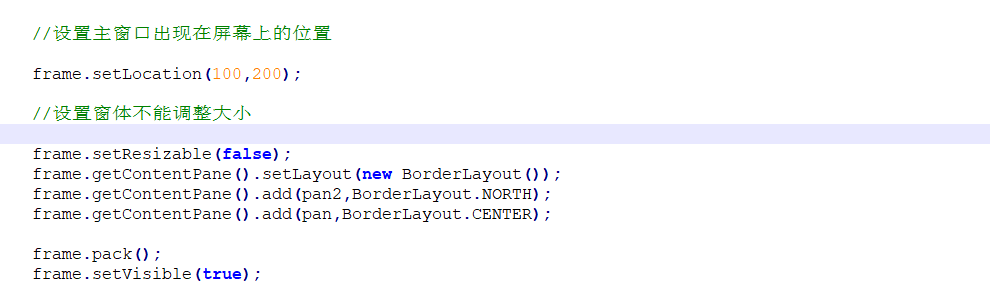 //设置主窗口出现在屏幕上的位置
frame.setLocation(100,200);
//设置窗体不能调整大小
frame.setResizable(false);
frame.getContentPane().setLayout(new BorderLayout());
frame.getContentPane().add(pan2,BorderLayout.NORTH);
frame.getContentPane().add(pan,BorderLayout.CENTER);
frame.pack();
frame.setVisible(true);